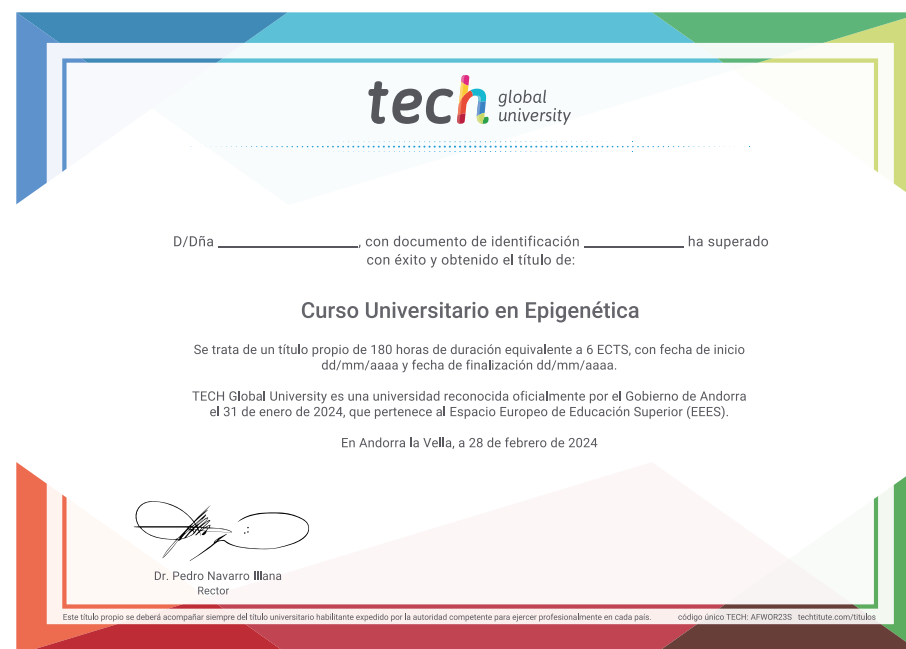 tech global university
D/Dña ____________________, con documento de identificación ______________ ha superado
con éxito y obtenido el título de:
Curso Universitario en Epigenética
Se trata de un título propio de 180 horas de duración equivalente a 6 ECTS, con fecha de inicio
dd/mm/aaaa y fecha de finalización dd/mm/aaaa.
TECH Global University es una universidad reconocida oficialmente por el Gobierno de Andorra
el 31 de enero de 2024, que pertenece al Espacio Europeo de Educación Superior (EEES).
En Andorra la Vella, a 28 de febrero de 2024
Dr. Pedro Navarro Illana
Rector
Este título propio se deberá acompañar siempre del título universitario habilitante expedido por la autoridad competente para ejercer profesionalmente en cada país. código único TECH: AFWOR23S techtitute.com/titulos